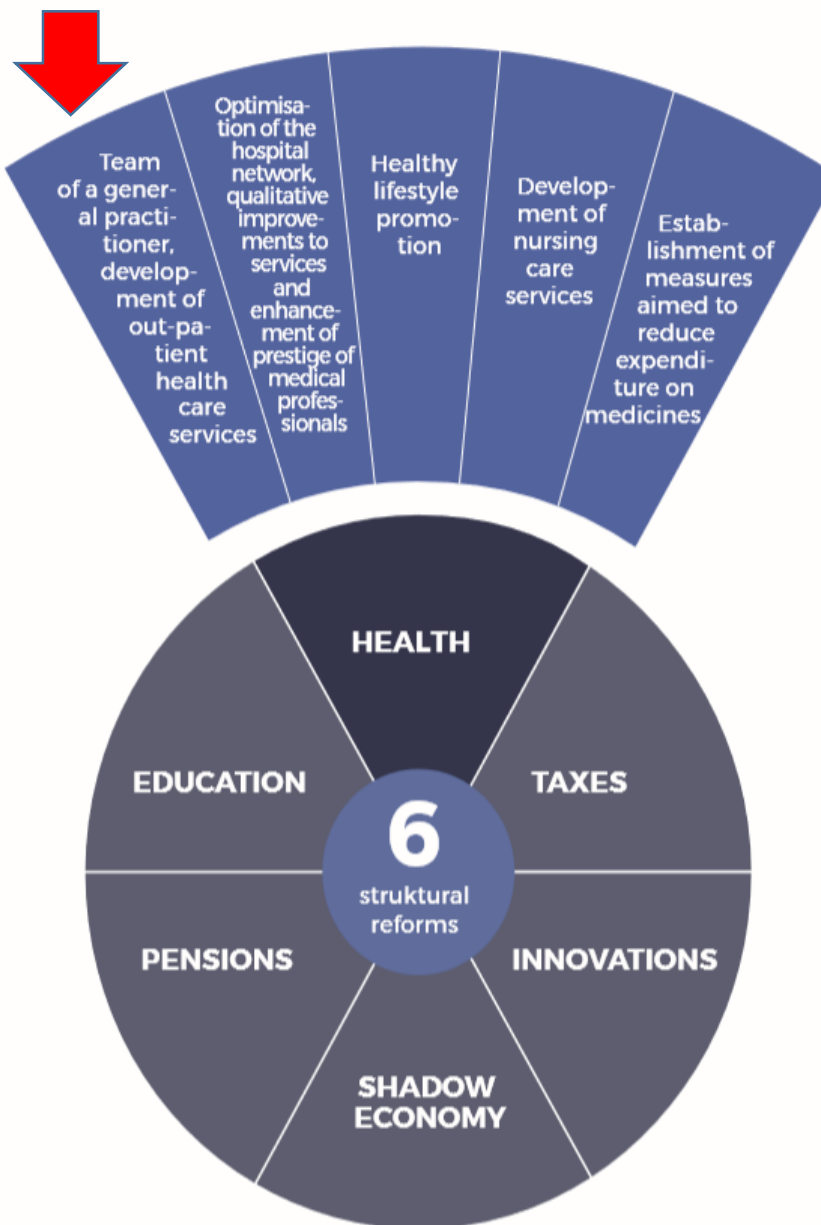 Team
of a gener-
al practi-
tioner,
develop-
ment of
out-pa-
tient
health
care
services
Optimisa-
tion of the
hospital
network,
qualitative
improve-
ments to
services
and
enhance-
ment of
prestige of
medical
profes-
sionals
Healthy
lifestyle
promo-
tion
Develop-
ment of
nursing
care
services
Estab-
lishment of
measures
aimed to
reduce
expendi-
ture on
medicines
HEALTH
EDUCATION
TAXES
6
struktural
reforms
PENSIONS
INNOVATIONS
SHADOW
ECONOMY